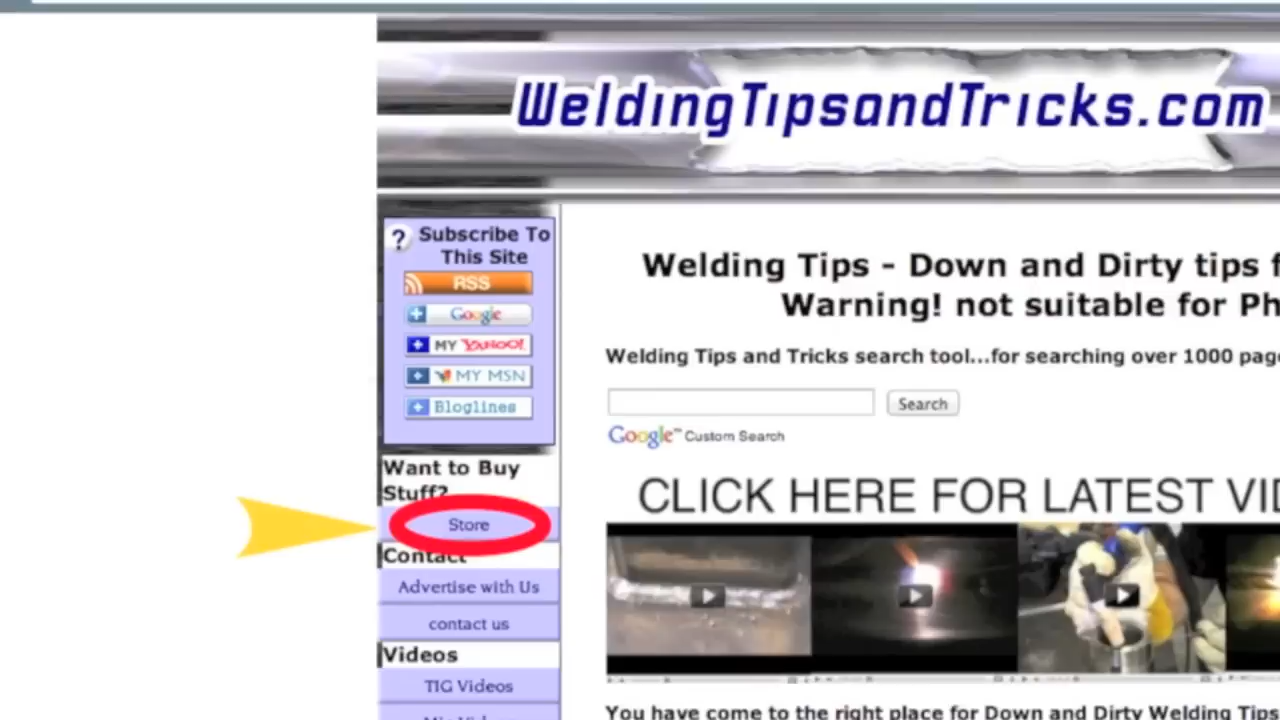 WeldingTipsandTricks.com
?
Subscribe To
This Site
RSS
Google
MY YAHOO!
MY MSN
Bloglines
Want to Buy
Stuff?
Store
Contact
Advertise with Us
contact us
Videos
TIG Videos
Welding Tips - Down and Dirty tips
Warning! not suitable for
Welding Tips and Tricks search tool...for searching over 1000
Search
Google™ Custom Search
CLICK HERE FOR LATEST
You have come to the right place for Down and Dirty Welding Tips